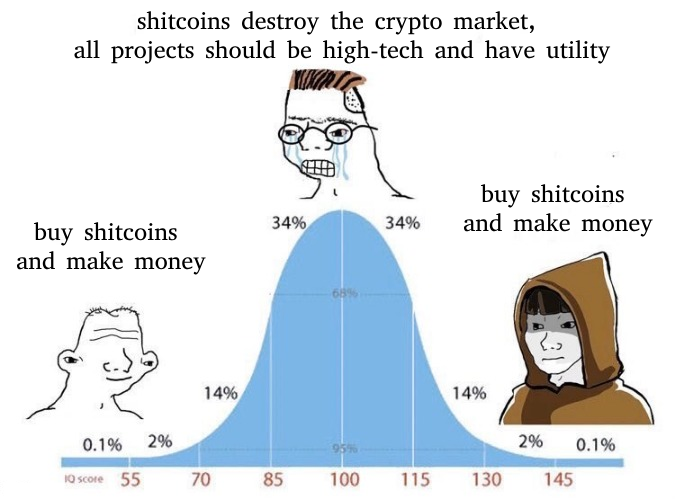 shitcoins destroy the crypto market,
all projects should be high-tech and have utility
buy shitcoins
and make money
buy shitcoins
and make money
34% 34%
68%
14% 14%
0.1% 2% 95% 2% 0.1%
IQ score 55 70 85 100 115 130 145